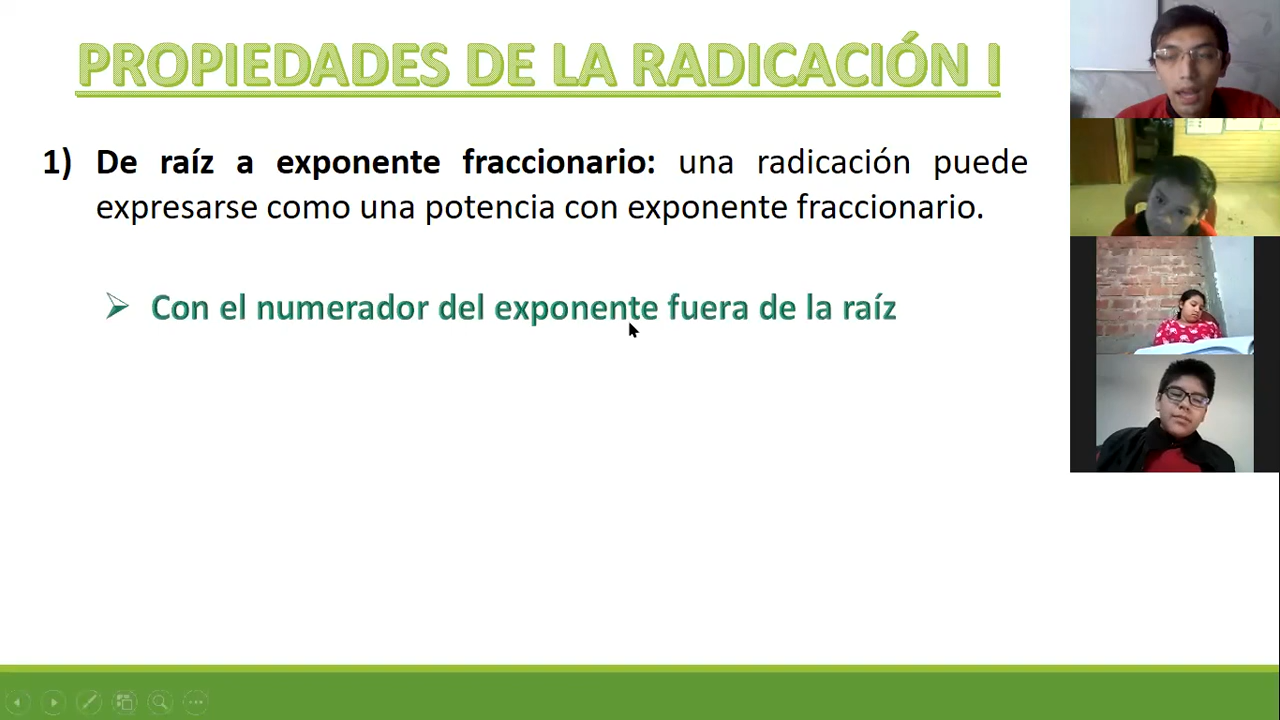 PROPIEDADES DE LA RADICACIÓN I
1) De raíz a exponente fraccionario: una radicación puede
expresarse como una potencia con exponente fraccionario.
➢ Con el numerador del exponente fuera de la raíz